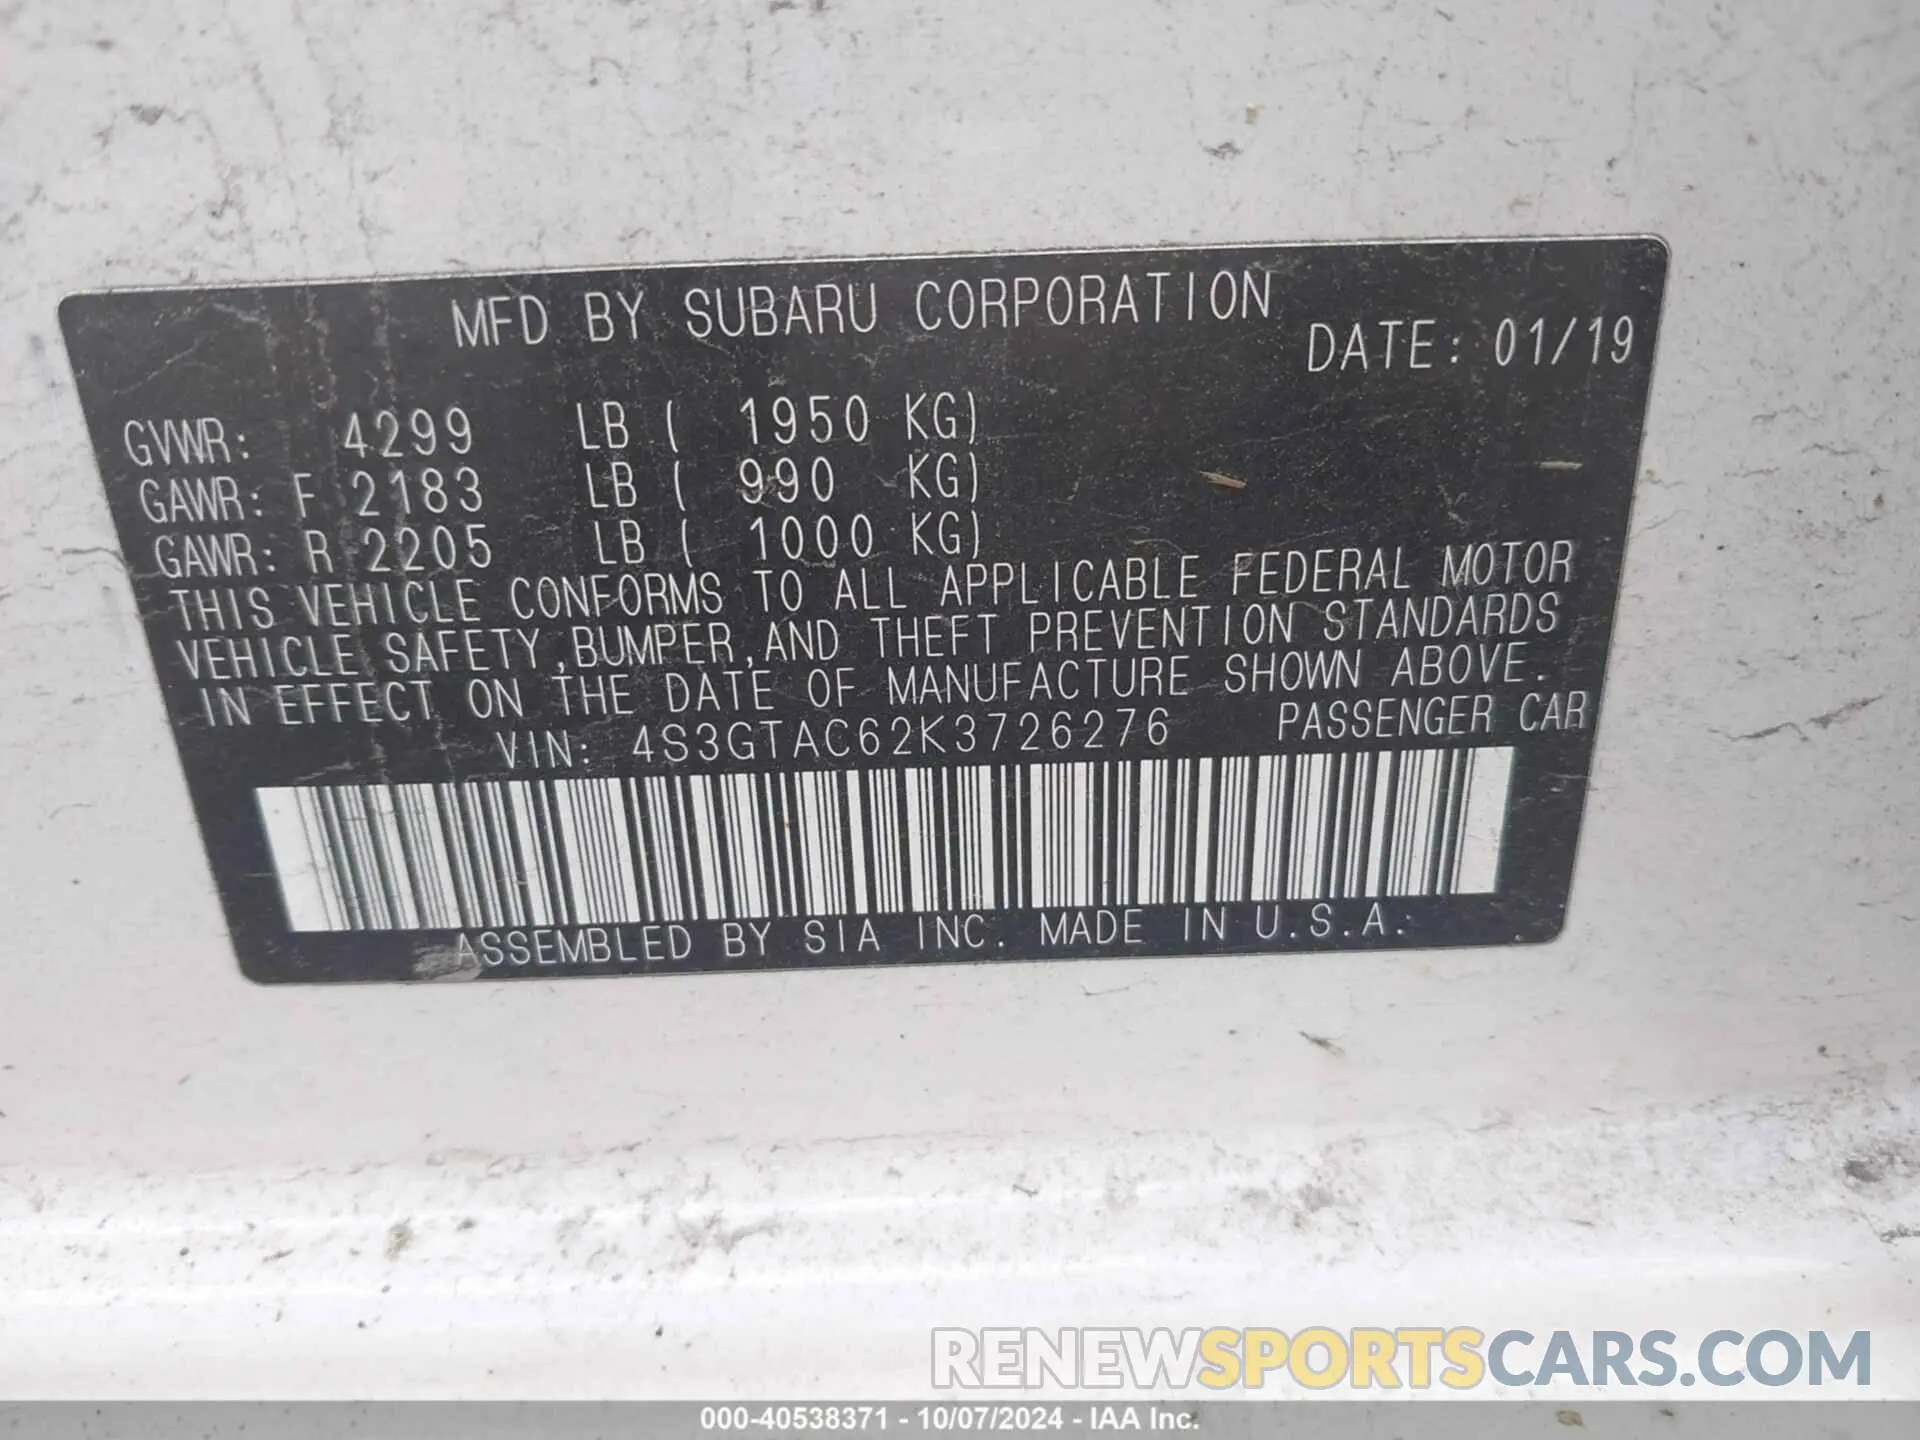 MFD BY SUBARU CORPORATION
DATE: 01/19
GVWR: 4299 LB ( 1950 KG)
GAWR: F 2183 LB ( 990 KG)
GAWR: R 2205 LB ( 1000 KG)
THIS VEHICLE CONFORMS TO ALL APPLICABLE FEDERAL MOTOR
VEHICLE SAFETY,BUMPER,AND THEFT PREVENTION STANDARDS
IN EFFECT ON THE DATE OF MANUFACTURE SHOWN ABOVE.
VIN: 4S3GTAC62K3726276 PASSENGER CAR
ASSEMBLED BY SIA INC. MADE IN U.S.A.
RENEWSPORTSCARS.COM
000-40538371 - 10/07/2024 - IAA Inc.